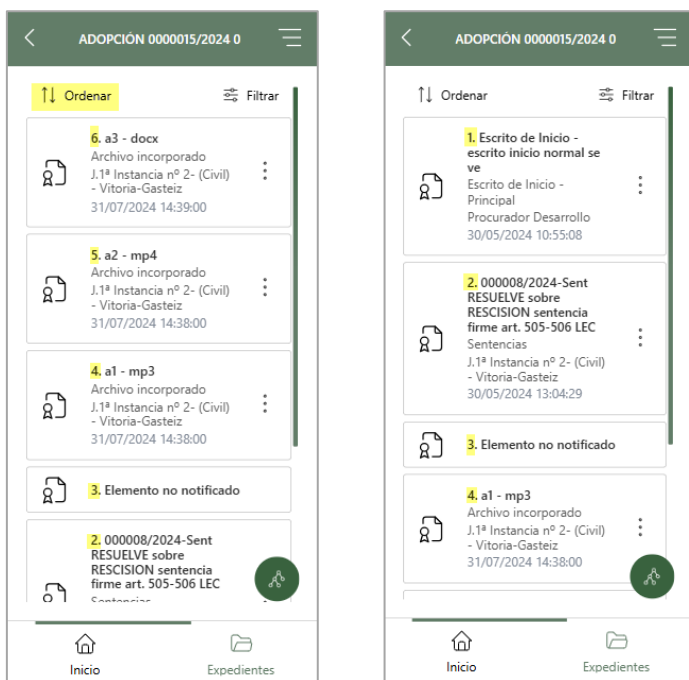 ADOPCIÓN 0000015/2024 0
Ordenar
Filtrar
6. a3 - docx
Archivo incorporado
J.1ª Instancia nº 2- (Civil)
- Vitoria-Gasteiz
31/07/2024 14:39:00
5. a2 - mp4
Archivo incorporado
J.1ª Instancia nº 2- (Civil)
- Vitoria-Gasteiz
31/07/2024 14:38:00
4. a1 - mp3
Archivo incorporado
J.1ª Instancia nº 2- (Civil)
- Vitoria-Gasteiz
31/07/2024 14:38:00
3. Elemento no notificado
2. 000008/2024-Sent
RESUELVE sobre
RESCISION sentencia
firme art. 505-506 LEC
Sentencias
Inicio
Expedientes
ADOPCIÓN 0000015/2024 0
Ordenar
Filtrar
1. Escrito de Inicio -
escrito inicio normal se
ve
Escrito de Inicio -
Principal
Procurador Desarrollo
30/05/2024 10:55:08
2. 000008/2024-Sent
RESUELVE sobre
RESCISION sentencia
firme art. 505-506 LEC
Sentencias
J.1ª Instancia nº 2- (Civil)
- Vitoria-Gasteiz
30/05/2024 13:04:29
3. Elemento no notificado
4. a1 - mp3
Archivo incorporado
J.1ª Instancia nº 2- (Civil)
- Vitoria-Gasteiz
31/07/2024 14:38:00
Inicio
Expedientes